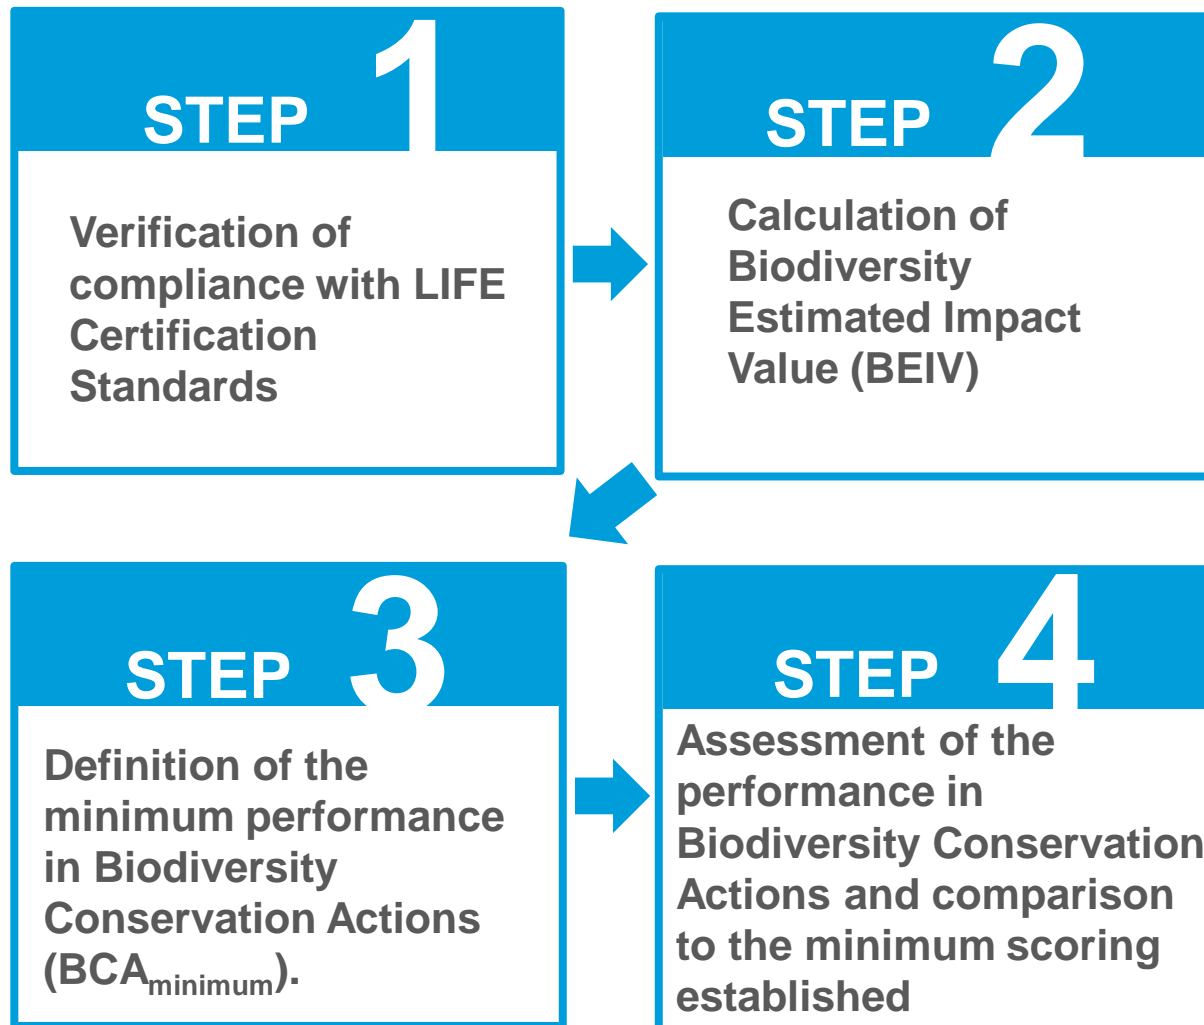 STEP 1
Verification of
compliance with LIFE
Certification
Standards
STEP 2
Calculation of
Biodiversity
Estimated Impact
Value (BEIV)
STEP 3
Definition of the
minimum performance
in Biodiversity
Conservation Actions
(BCAminimum).
STEP 4
Assessment of the
performance in
Biodiversity Conservation
Actions and comparison
to the minimum scoring
established